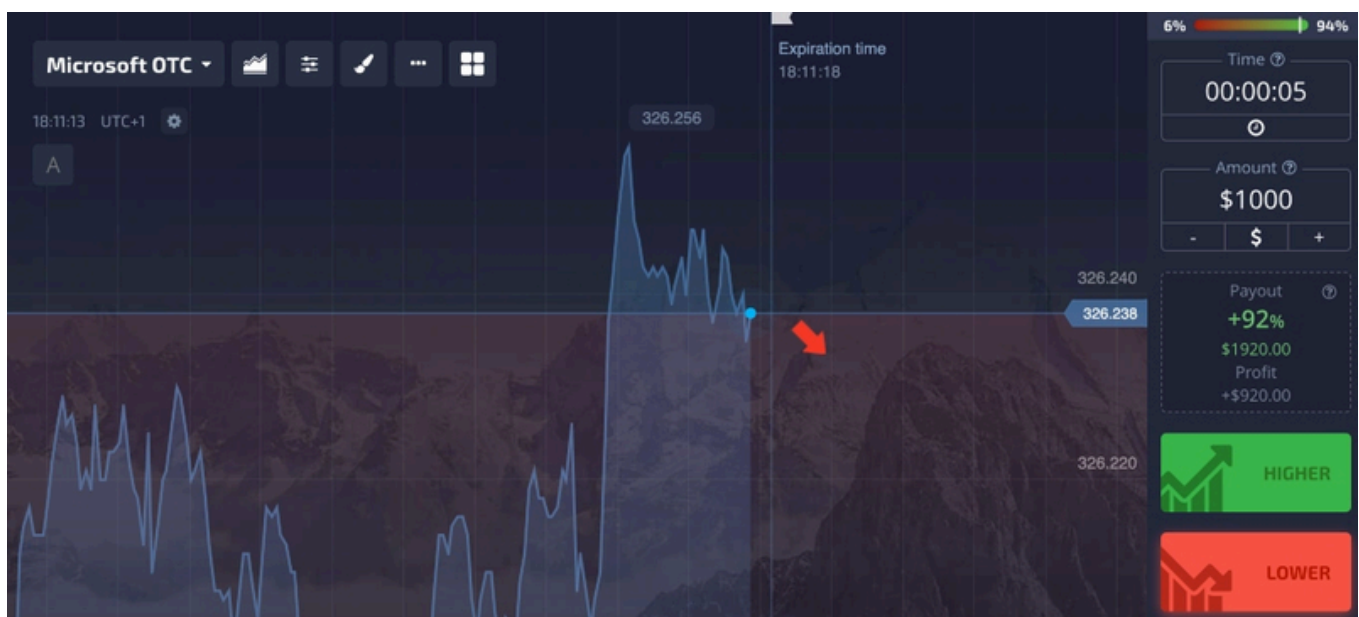 6% 94%
Microsoft OTC
Expiration time
18:11:18
18:11:13 UTC+1
A
326.256
326.240
326.238
326.220
Time ?
00:00:05
Amount ?
$1000
- $ +
Payout ?
+92%
$1920.00
Profit
+$920.00
HIGHER
LOWER